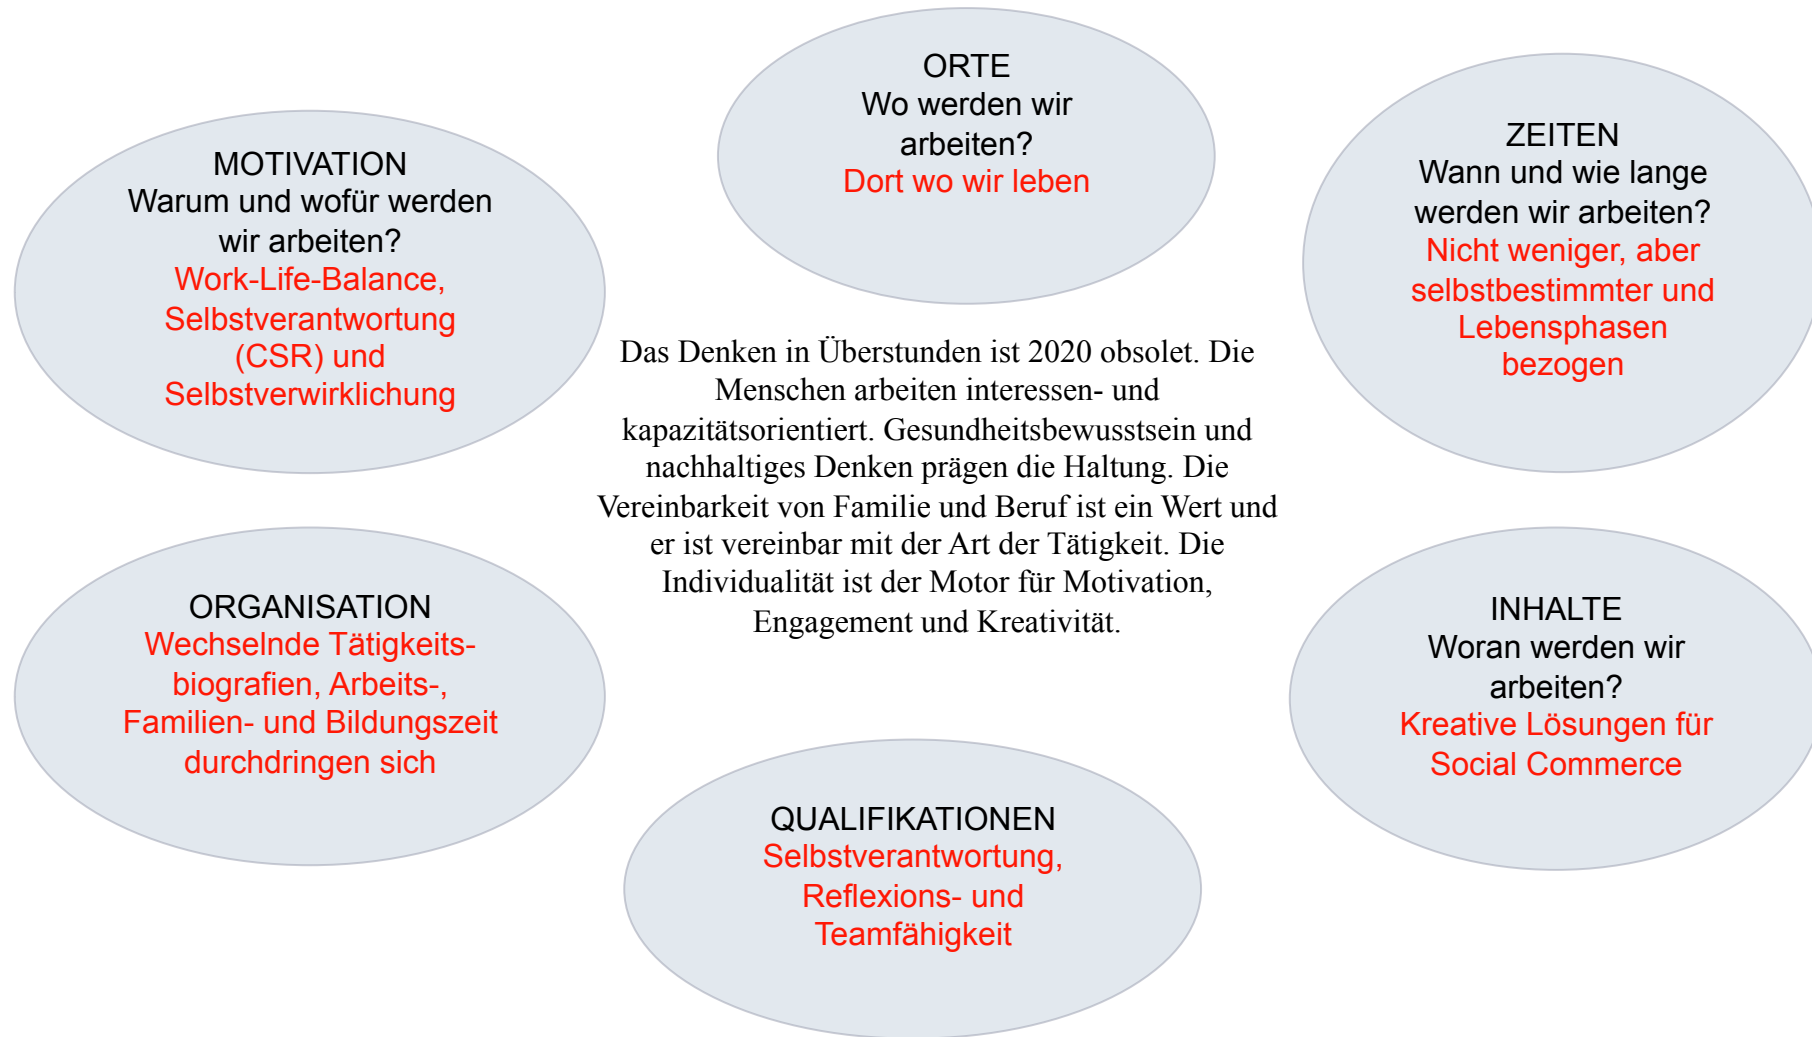 ORTE
Wo werden wir
arbeiten?
Dort wo wir leben
MOTIVATION
Warum und wofür werden
wir arbeiten?
Work-Life-Balance,
Selbstverantwortung
(CSR) und
Selbstverwirklichung
ZEITEN
Wann und wie lange
werden wir arbeiten?
Nicht weniger, aber
selbstbestimmter und
Lebensphasen
bezogen
Das Denken in Überstunden ist 2020 obsolet. Die
Menschen arbeiten interessen- und
kapazitätsorientiert. Gesundheitsbewusstsein und
nachhaltiges Denken prägen die Haltung. Die
Vereinbarkeit von Familie und Beruf ist ein Wert und
er ist vereinbar mit der Art der Tätigkeit. Die
Individualität ist der Motor für Motivation,
Engagement und Kreativität.
ORGANISATION
Wechselnde Tätigkeits-
biografien, Arbeits-,
Familien- und Bildungszeit
durchdringen sich
INHALTE
Woran werden wir
arbeiten?
Kreative Lösungen für
Social Commerce
QUALIFIKATIONEN
Selbstverantwortung,
Reflexions- und
Teamfähigkeit